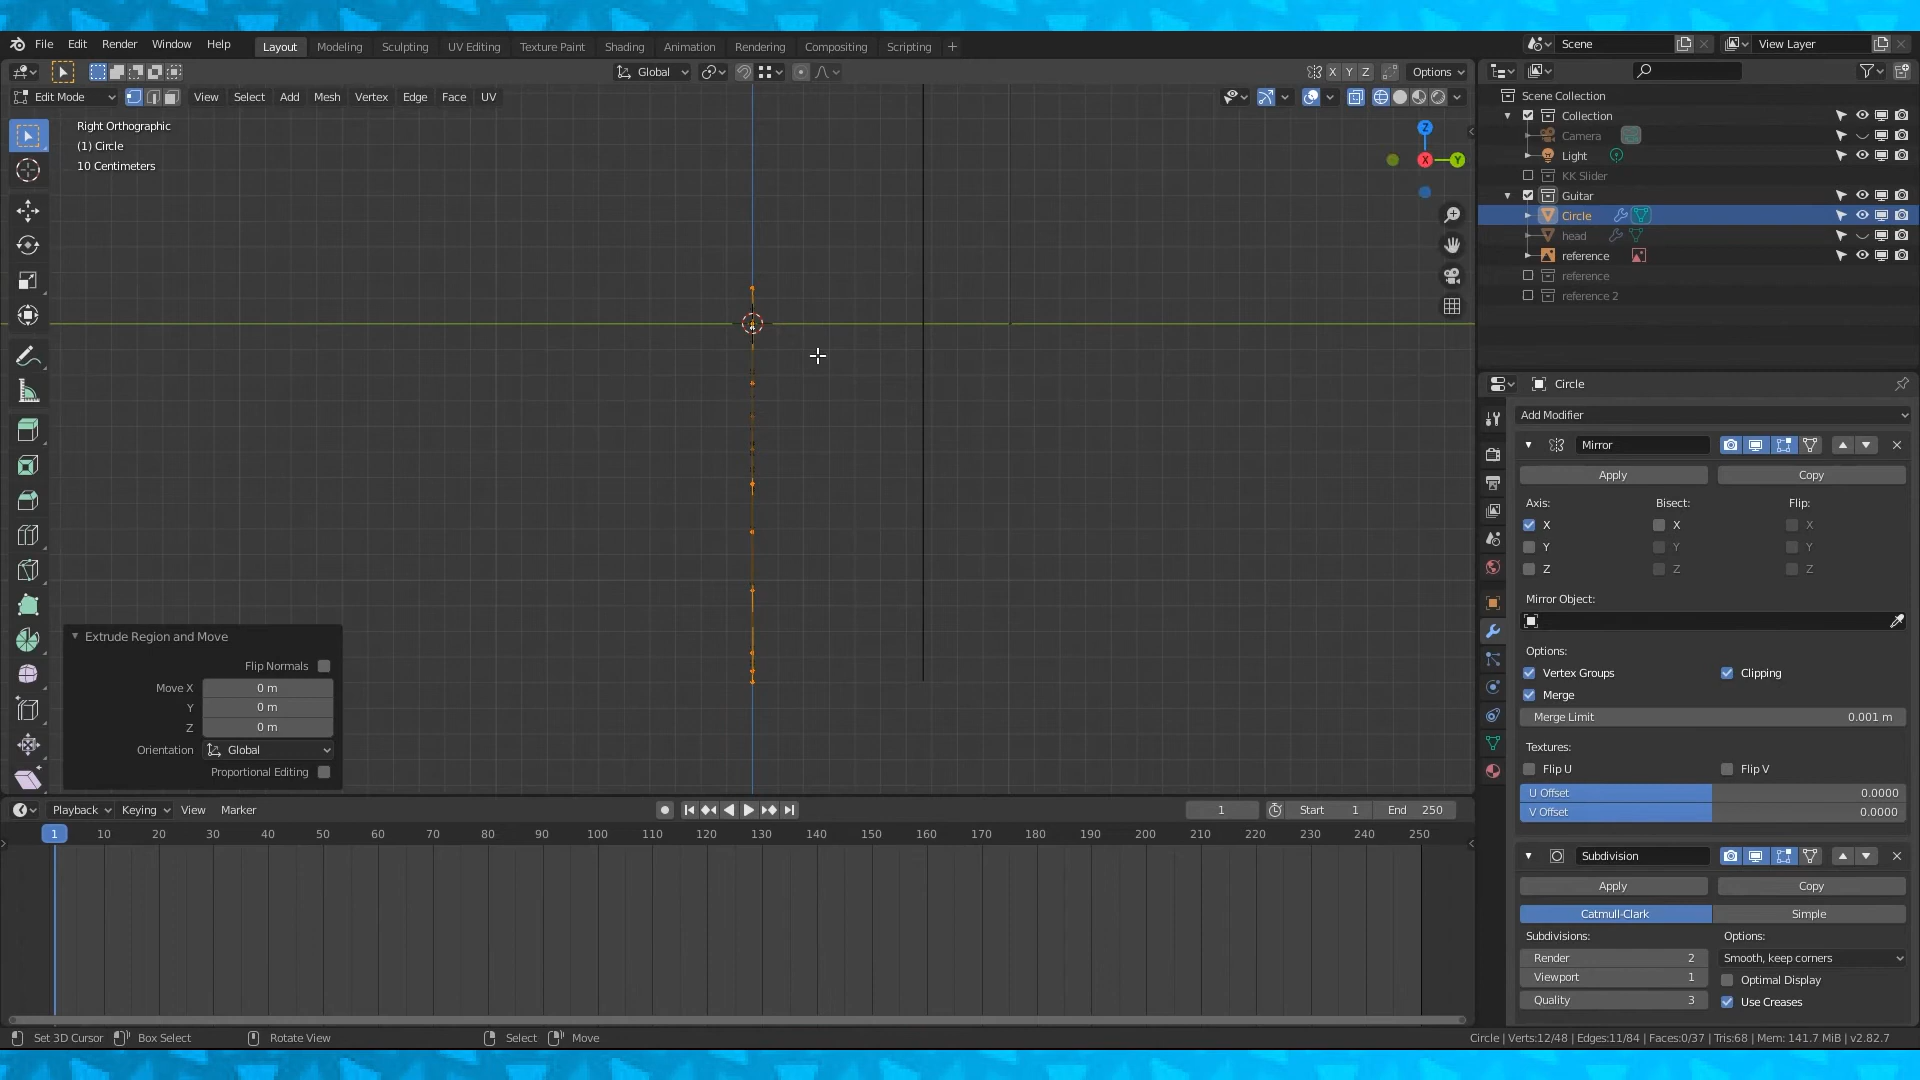 File Edit Render Window Help Layout Modeling Sculpting UV Editing Texture Paint Shading Animation Rendering Compositing Scripting + Scene View Layer
Global Options
X Y Z
Edit Mode View Select Add Mesh Vertex Edge Face UV
Right Orthographic
(1) Circle
10 Centimeters
Z
X
Y
Scene Collection
Collection
Camera
Light
KK Slider
Guitar
Circle
head
reference
reference
reference 2
Circle
Add Modifier
Mirror
Apply Copy
Axis: Bisect: Flip:
X X X
Y Y Y
Z Z Z
Mirror Object:
Options:
Vertex Groups Clipping
Merge
Merge Limit 0.001 m
Textures:
Flip U Flip V
U Offset 0.0000
V Offset 0.0000
Subdivision
Apply Copy
Catmull-Clark Simple
Subdivisions: Options:
Render 2 Smooth, keep corners
Viewport 1 Optimal Display
Quality 3 Use Creases
Extrude Region and Move
Flip Normals
Move X 0 m
Y 0 m
Z 0 m
Orientation Global
Proportional Editing
Playback Keying View Marker 1 Start 1 End 250
1 10 20 30 40 50 60 70 80 90 100 110 120 130 140 150 160 170 180 190 200 210 220 230 240 250
Set 3D Cursor Box Select Rotate View Select Move Circle | Verts:12/48 | Edges:11/84 | Faces:0/37 | Tris:68 | Mem: 141.7 MiB | v2.82.7